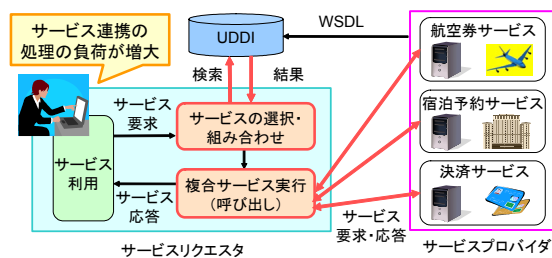 サービス連携の
処理の負荷が増大
UDDI
WSDL
検索
結果
航空券サービス
宿泊予約サービス
決済サービス
サービス
要求
サービスの選択・
組み合わせ
サービス
利用
複合サービス実行
(呼び出し)
サービス
応答
サービス
要求・応答
サービスリクエスタ
サービスプロバイダ